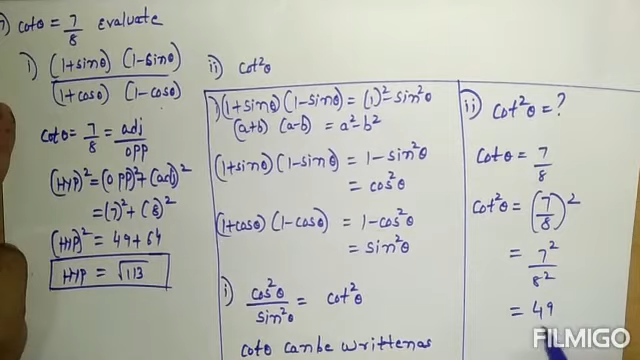 7) cotθ = 7/8 evaluate
i) (1+sinθ) (1-sinθ) / (1+cosθ) (1-cosθ)
ii) cot²θ
cotθ = 7/8 = adj/opp
(HYP)² = (OPP)² + (adj)²
= (7)² + (8)²
(HYP)² = 49+64
HYP = √113
i) (1+sinθ) (1-sinθ) = (1)² - sin²θ
(a+b) (a-b) = a²-b²
(1+sinθ) (1-sinθ) = 1-sin²θ
= cos²θ
(1+cosθ) (1-cosθ) = 1-cos²θ
= sin²θ
i) cos²θ/sin²θ = cot²θ
cotθ can be written as
ii) cot²θ = ?
cotθ = 7/8
cot²θ = (7/8)²
= 7²/8²
= 49
FILMIGO